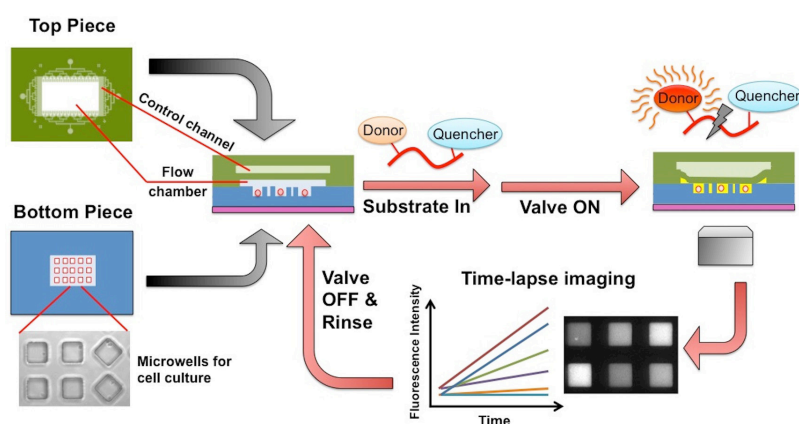 Top Piece
Control channel
Flow
chamber
Bottom Piece
Microwells for
cell culture
Donor
Quencher
Substrate In
Valve ON
Donor
Quencher
Valve
OFF &
Rinse
Time-lapse imaging
Fluorescence Intensity
Time